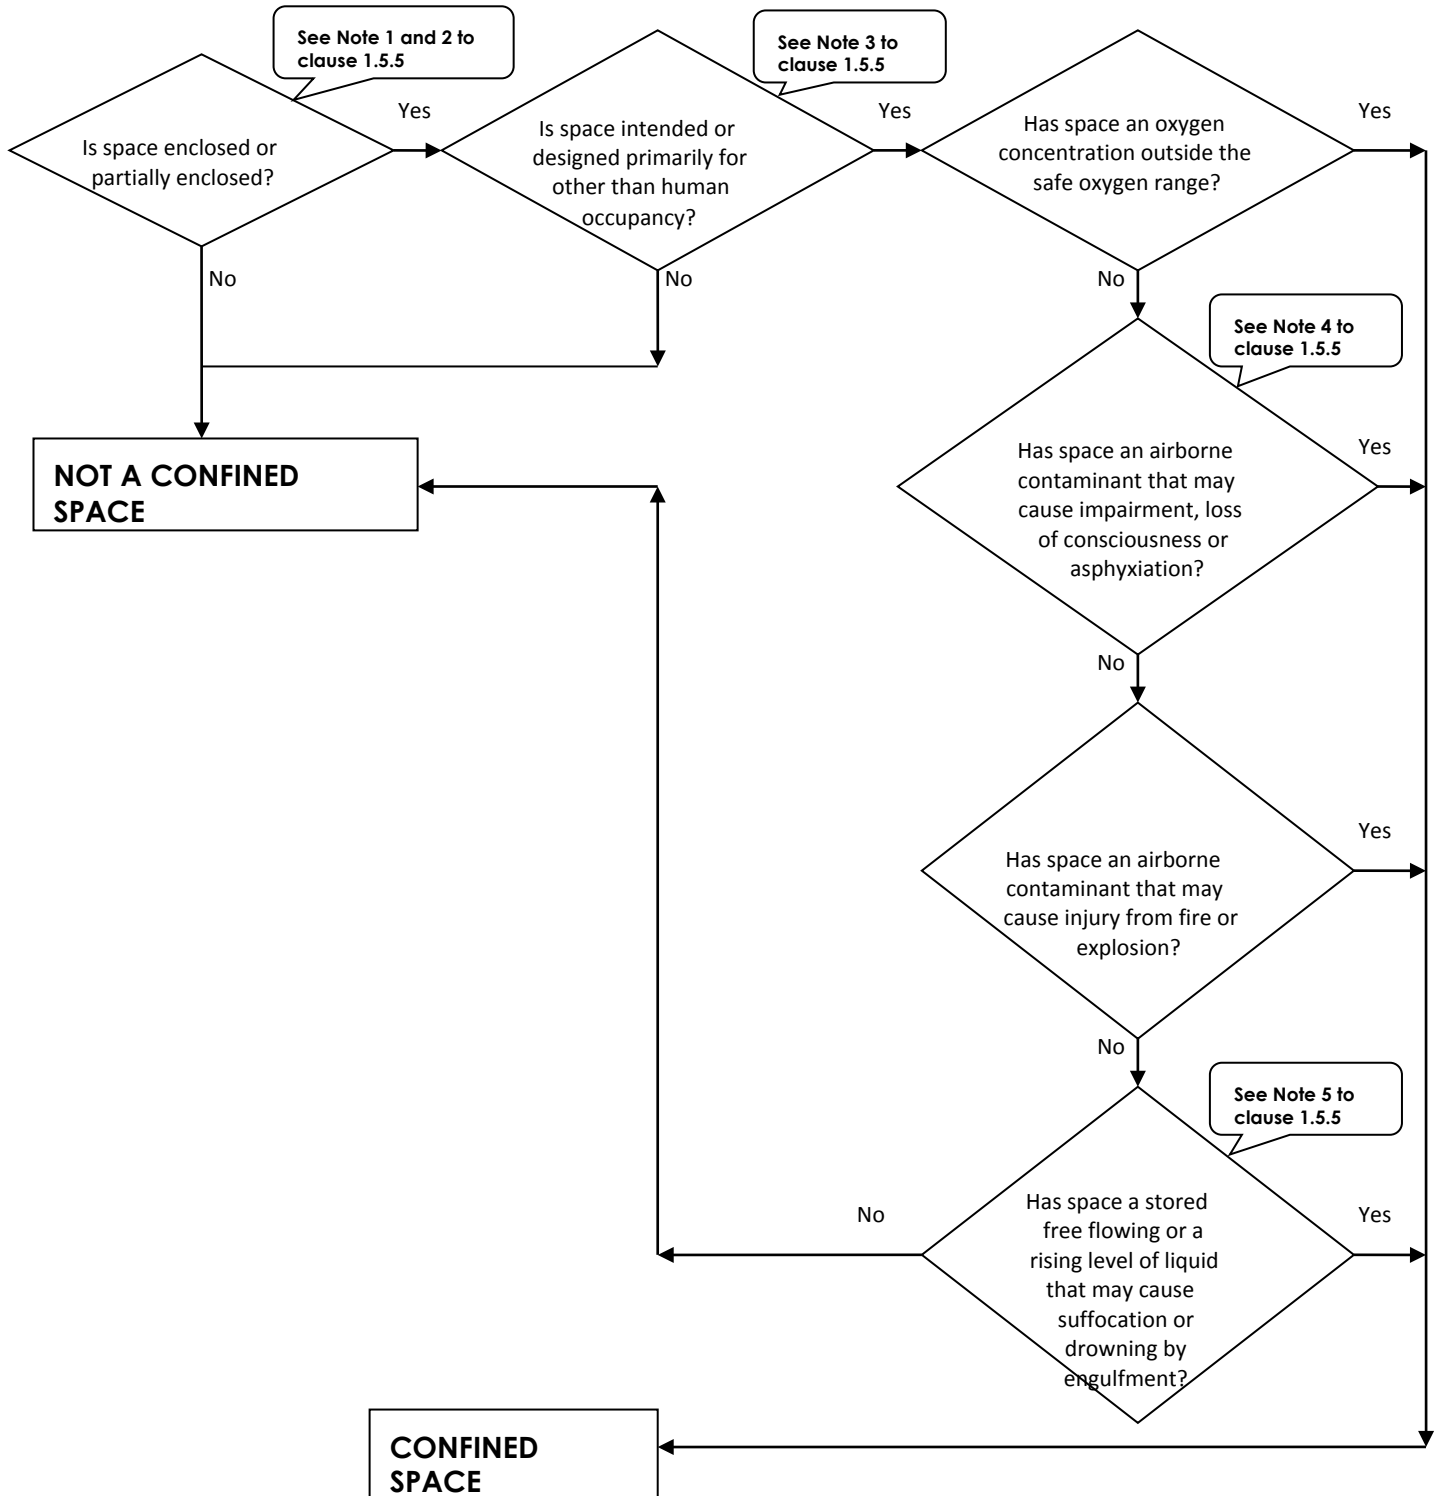 See Note 1 and 2 to
clause 1.5.5
Is space enclosed or
partially enclosed?
Yes
No
See Note 3 to
clause 1.5.5
Is space intended or
designed primarily for
other than human
occupancy?
Yes
No
Has space an oxygen
concentration outside the
safe oxygen range?
Yes
No
See Note 4 to
clause 1.5.5
Has space an airborne
contaminant that may
cause impairment, loss
of consciousness or
asphyxiation?
Yes
No
NOT A CONFINED
SPACE
Has space an airborne
contaminant that may
cause injury from fire or
explosion?
Yes
No
See Note 5 to
clause 1.5.5
Has space a stored
free flowing or a
rising level of liquid
that may cause
suffocation or
drowning by
engulfment?
No
Yes
CONFINED
SPACE